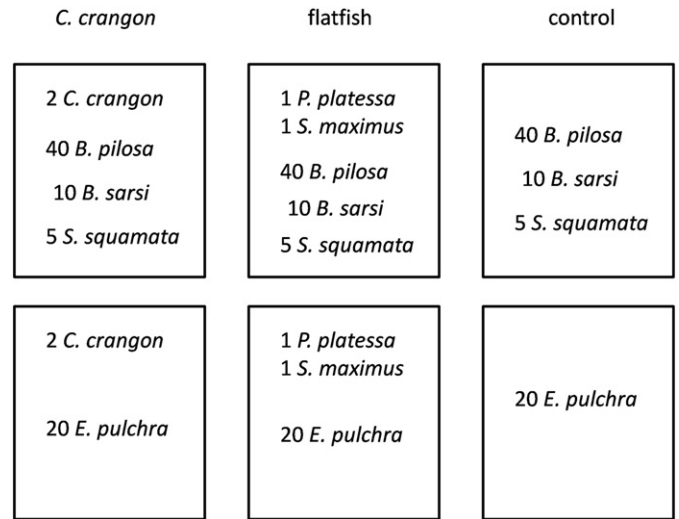 C. crangon
flatfish
control
2 C. crangon
40 B. pilosa
10 B. sarsi
5 S. squamata
1 P. platessa
1 S. maximus
40 B. pilosa
10 B. sarsi
5 S. squamata
40 B. pilosa
10 B. sarsi
5 S. squamata
2 C. crangon
20 E. pulchra
1 P. platessa
1 S. maximus
20 E. pulchra
20 E. pulchra